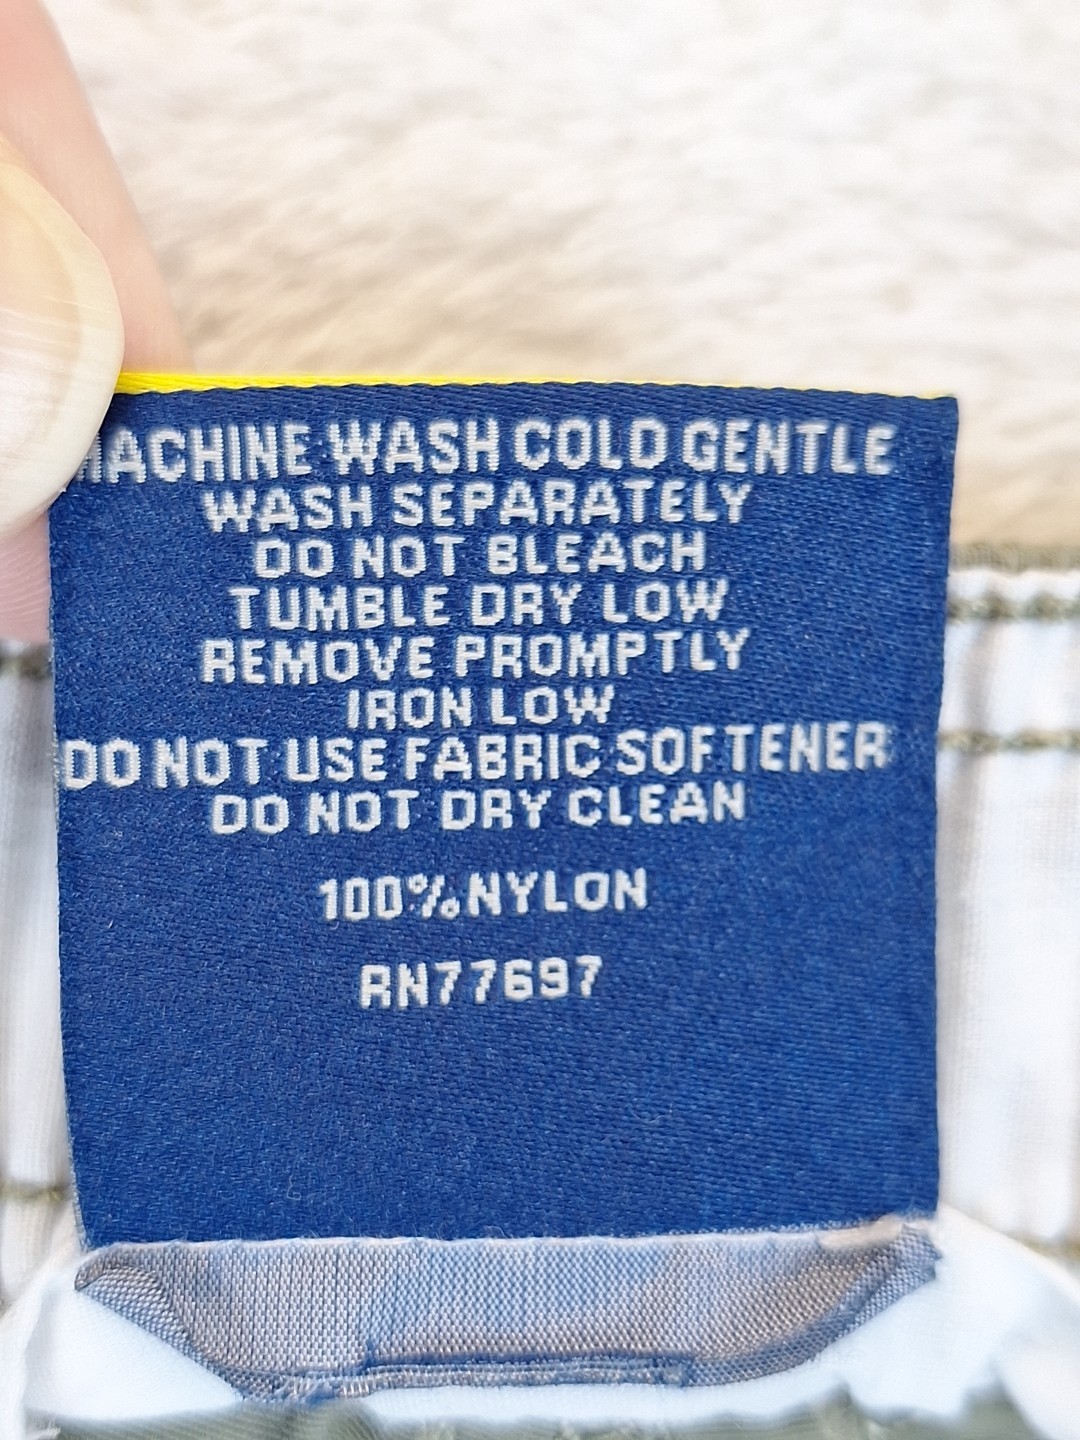 MACHINE WASH COLD GENTLE
WASH SEPARATELY
DO NOT BLEACH
TUMBLE DRY LOW
REMOVE PROMPTLY
IRON LOW
DO NOT USE FABRIC SOFTENER
DO NOT DRY CLEAN
100% NYLON
RN77697